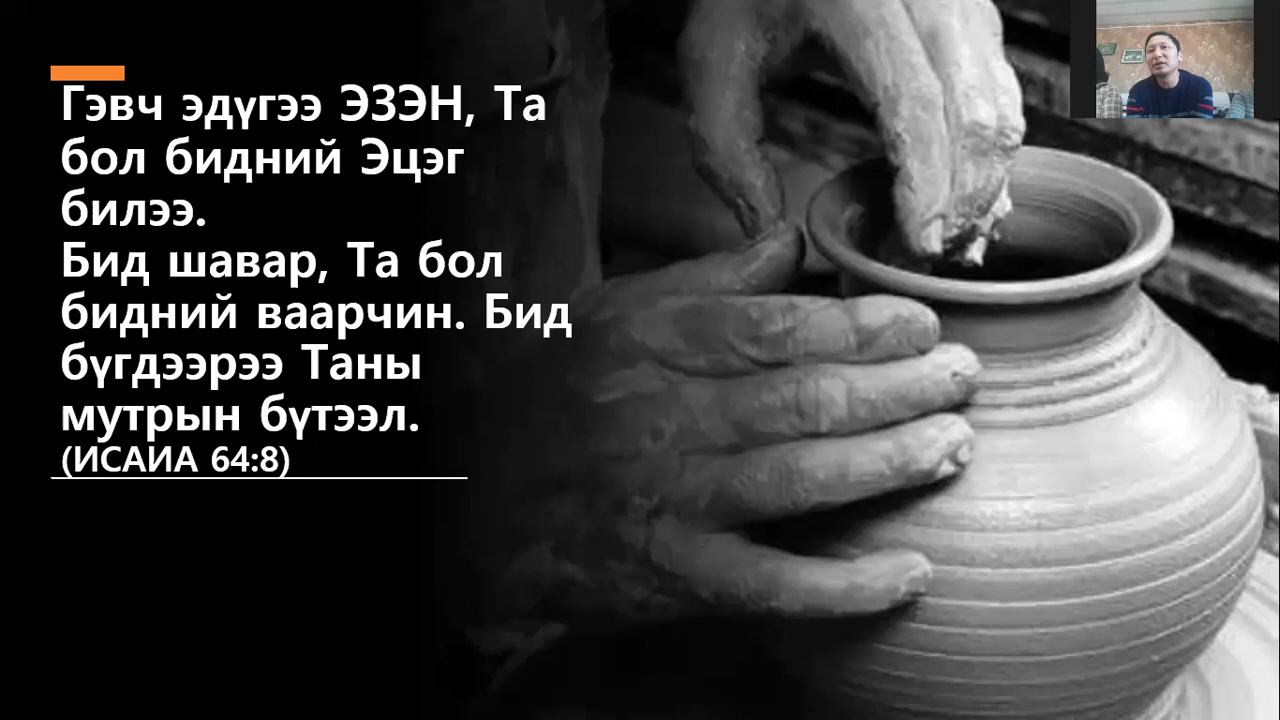 Гэвч эдүгээ ЭЗЭН, Та
бол бидний Эцэг
билээ.
Бид шавар, Та бол
бидний ваарчин. Бид
бүгдээрээ Таны
мутрын бүтээл.
(ИСАИА 64:8)